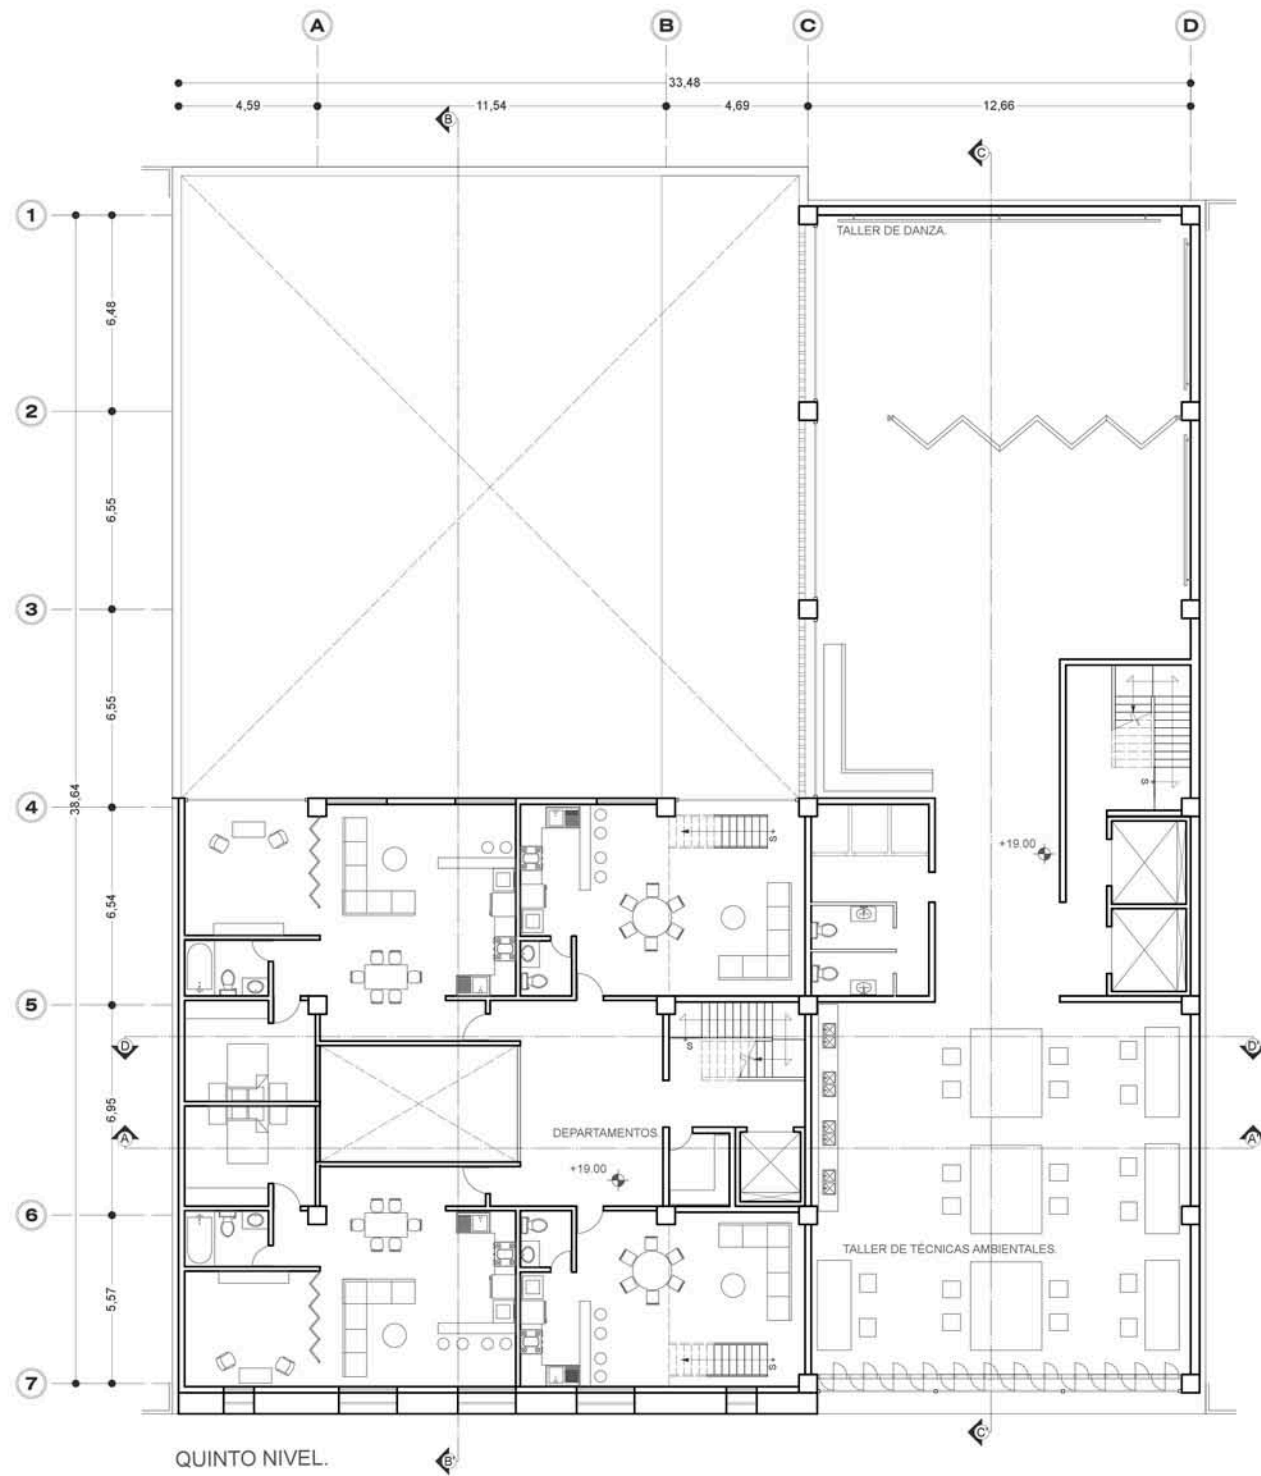 A B C D
33,48
4,59 11,54 4,69 12,66
B
C
1
TALLER DE DANZA.
6,48
2
6,55
3
6,55
S
38,64
4
S
+19.00
6,54
5
S
D D'
6,95
DEPARTAMENTOS.
A A'
+19.00
6
TALLER DE TÉCNICAS AMBIENTALES.
5,57
S
7
C'
QUINTO NIVEL.
B'